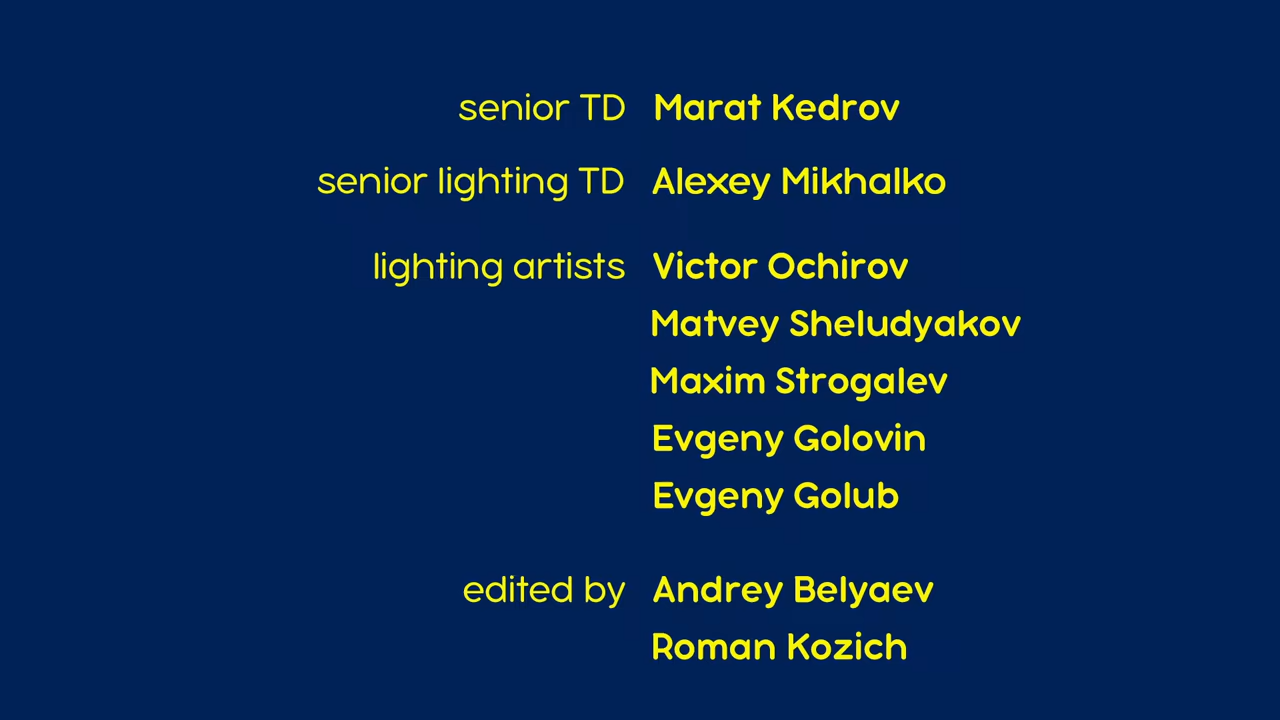 senior TD Marat Kedrov
senior lighting TD Alexey Mikhalko
lighting artists Victor Ochirov
Matvey Sheludyakov
Maxim Strogalev
Evgeny Golovin
Evgeny Golub
edited by Andrey Belyaev
Roman Kozich